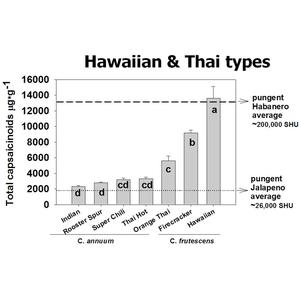 Hawaiian & Thai types
Total capsaicinoids µg•g-1
16000
14000
12000
10000
8000
6000
4000
2000
0
d
d
cd
cd
c
b
a
pungent
Habanero
average
~200,000 SHU
pungent
Jalapeno
average
~26,000 SHU
Indian
Rooster Spur
Super Chili
Thai Hot
Orange Thai
Firecracker
Hawaiian
C. annuum
C. frutescens